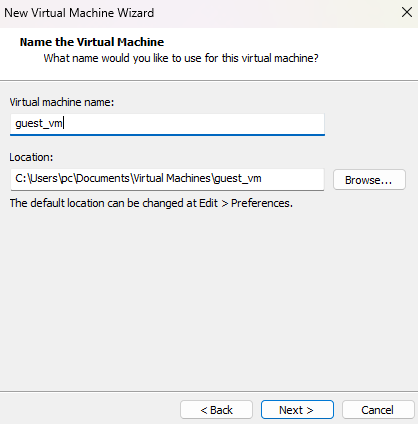 New Virtual Machine Wizard
Name the Virtual Machine
What name would you like to use for this virtual machine?
Virtual machine name:
guest_vm
Location:
C:\Users\pc\Documents\Virtual Machines\guest_vm
Browse...
The default location can be changed at Edit > Preferences.
< Back
Next >
Cancel